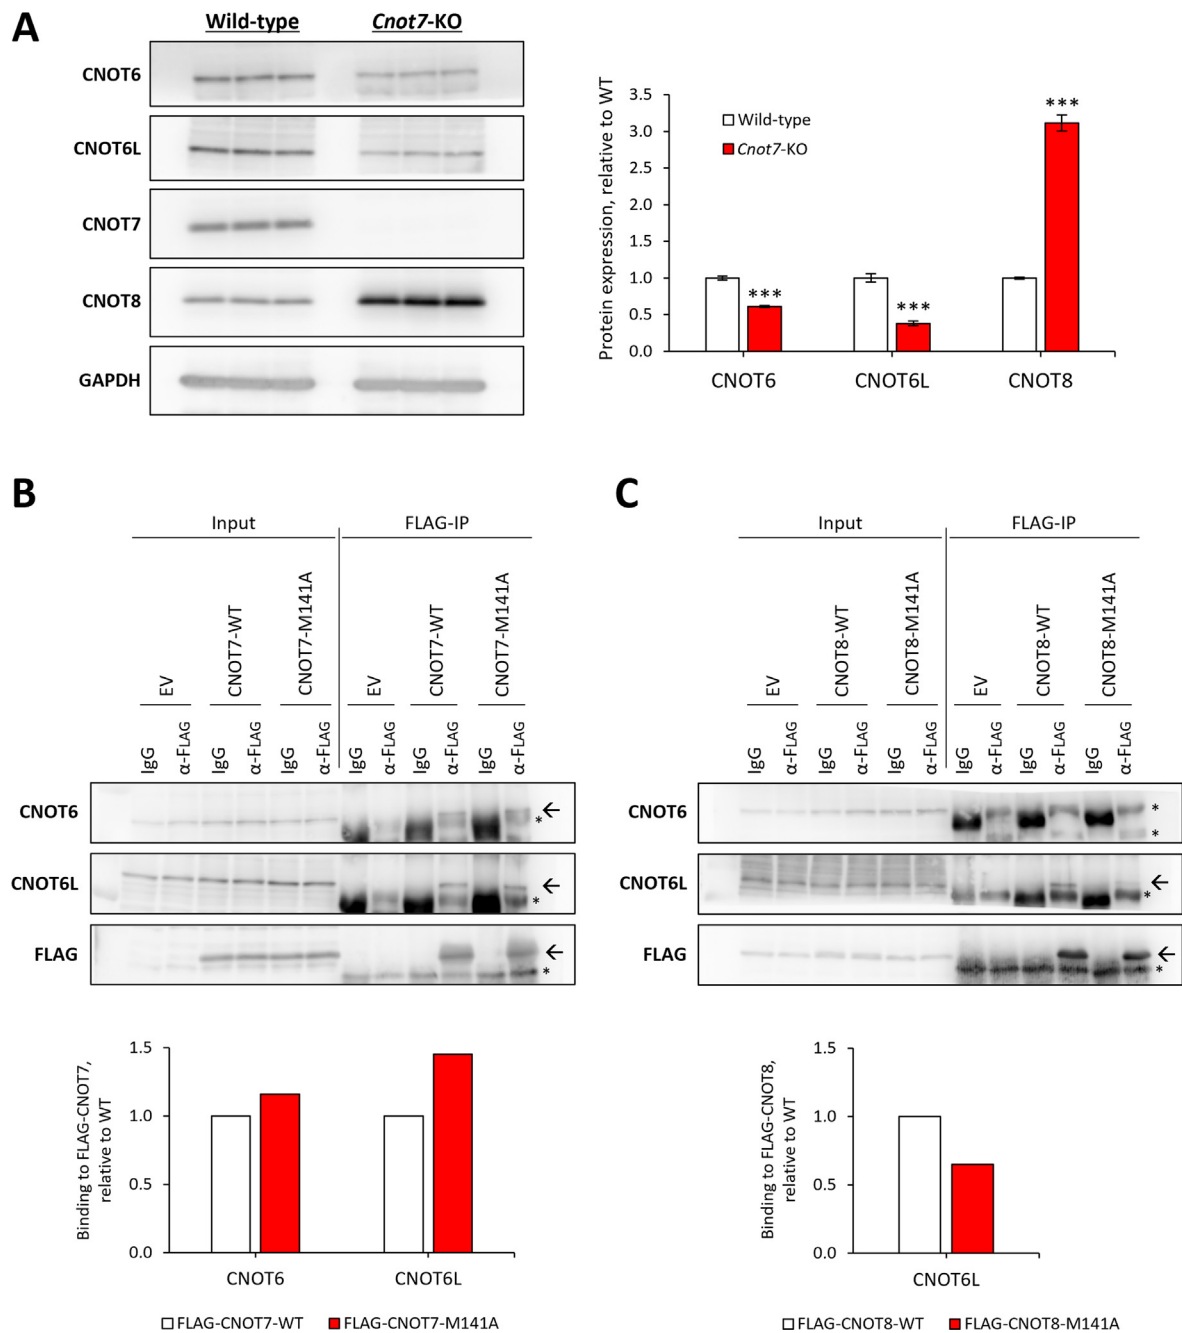 A
Wild-type Cnot7-KO
CNOT6
CNOT6L
CNOT7
CNOT8
GAPDH
Protein expression, relative to WT
3.5
3.0
2.5
2.0
1.5
1.0
0.5
0.0
Wild-type
Cnot7-KO
***
***
***
CNOT6 CNOT6L CNOT8
B
Input FLAG-IP
EV CNOT7-WT CNOT7-M141A EV CNOT7-WT CNOT7-M141A
IgG α-FLAG IgG α-FLAG IgG α-FLAG IgG α-FLAG IgG α-FLAG IgG α-FLAG
CNOT6 ←
*
CNOT6L ←
*
FLAG ←
*
Binding to FLAG-CNOT7,
relative to WT
1.5
1.0
0.5
0.0
CNOT6 CNOT6L
FLAG-CNOT7-WT FLAG-CNOT7-M141A
C
Input FLAG-IP
EV CNOT8-WT CNOT8-M141A EV CNOT8-WT CNOT8-M141A
IgG α-FLAG IgG α-FLAG IgG α-FLAG IgG α-FLAG IgG α-FLAG IgG α-FLAG
CNOT6 *
*
CNOT6L ←
*
FLAG ←
*
Binding to FLAG-CNOT8,
relative to WT
1.5
1.0
0.5
0.0
CNOT6L
FLAG-CNOT8-WT FLAG-CNOT8-M141A